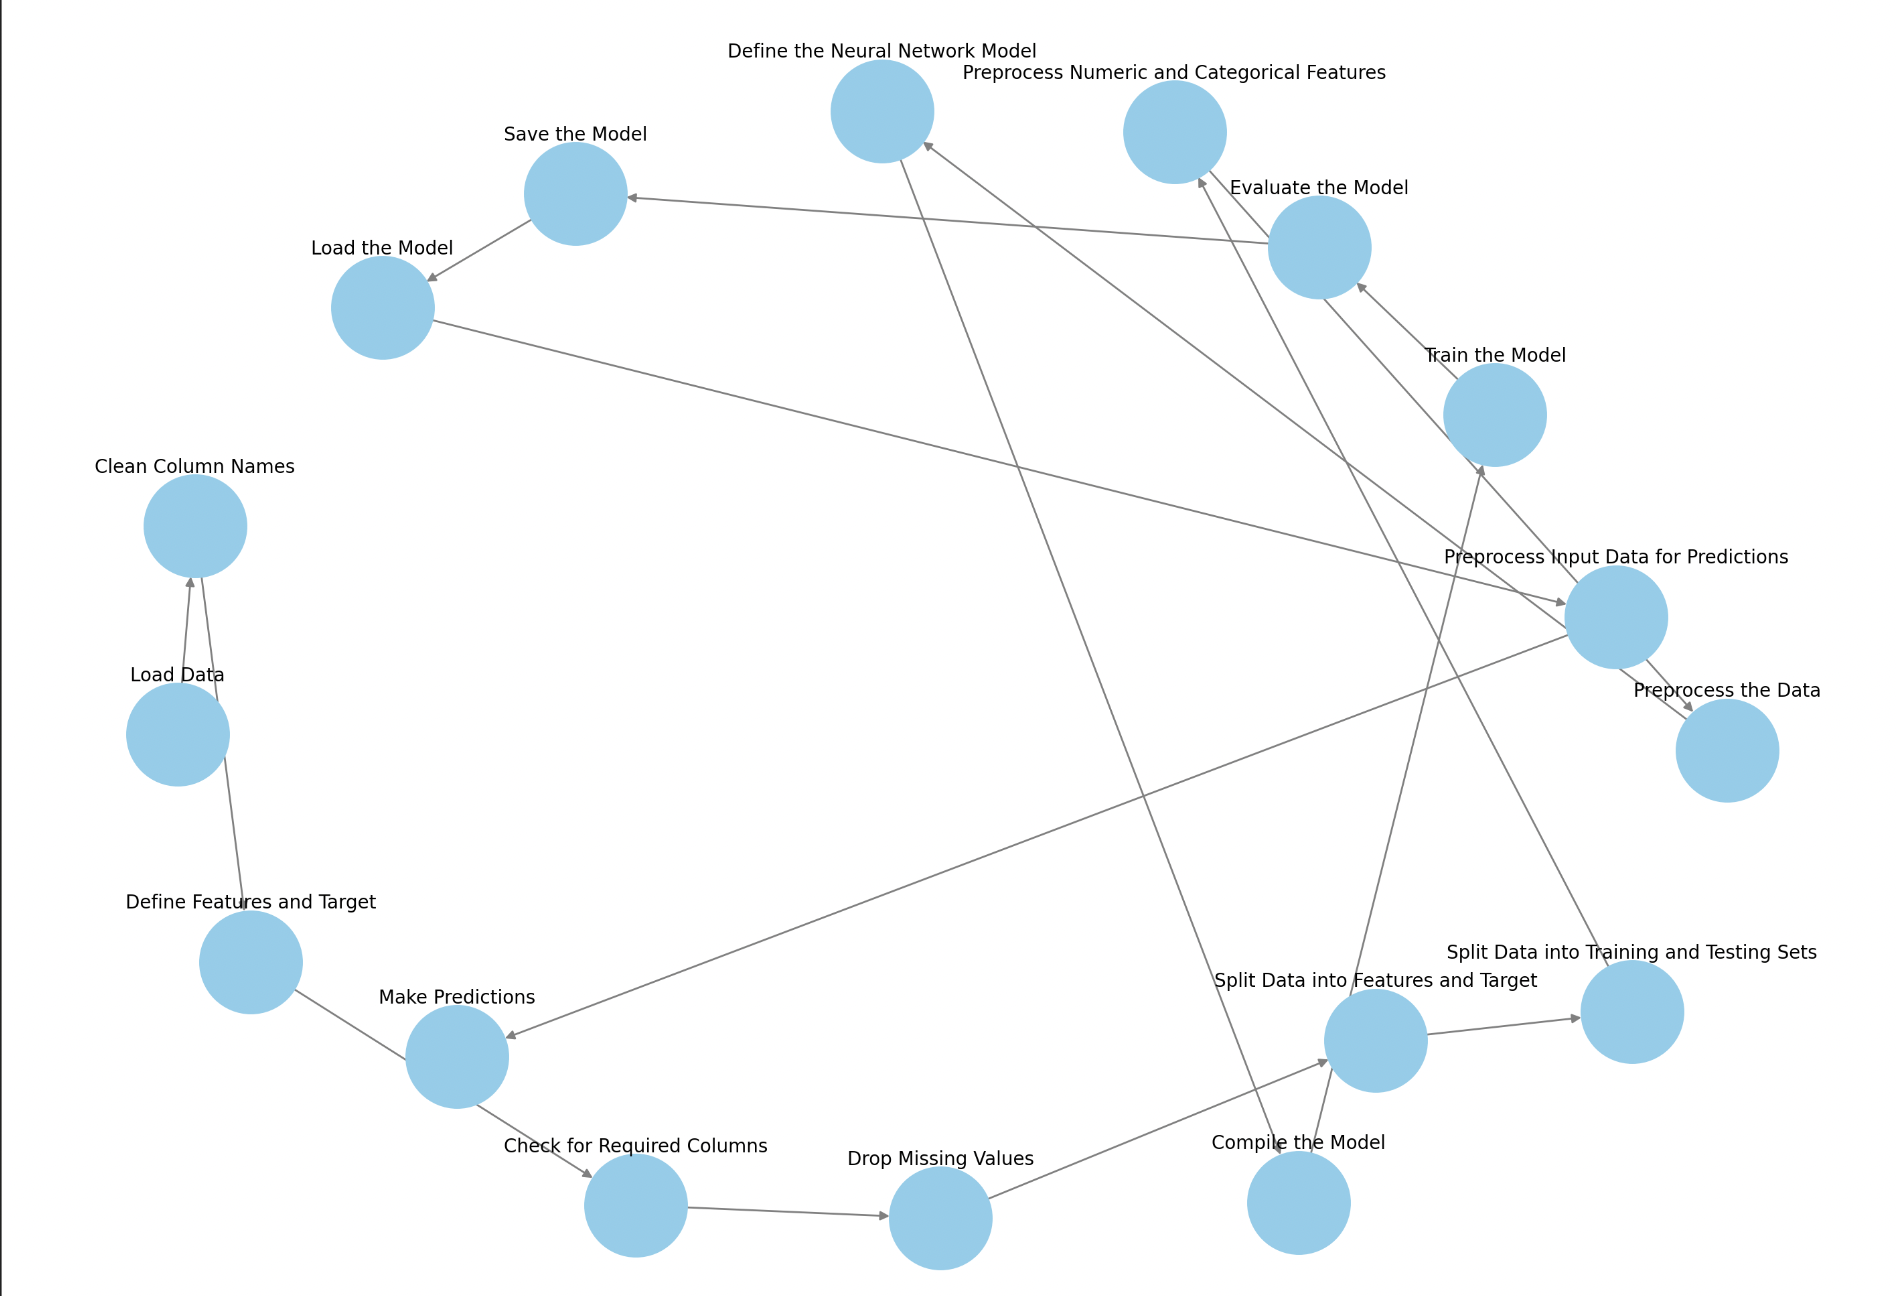 Define the Neural Network Model
Preprocess Numeric and Categorical Features
Save the Model
Evaluate the Model
Load the Model
Train the Model
Clean Column Names
Preprocess Input Data for Predictions
Load Data
Preprocess the Data
Define Features and Target
Split Data into Training and Testing Sets
Split Data into Features and Target
Make Predictions
Compile the Model
Check for Required Columns
Drop Missing Values